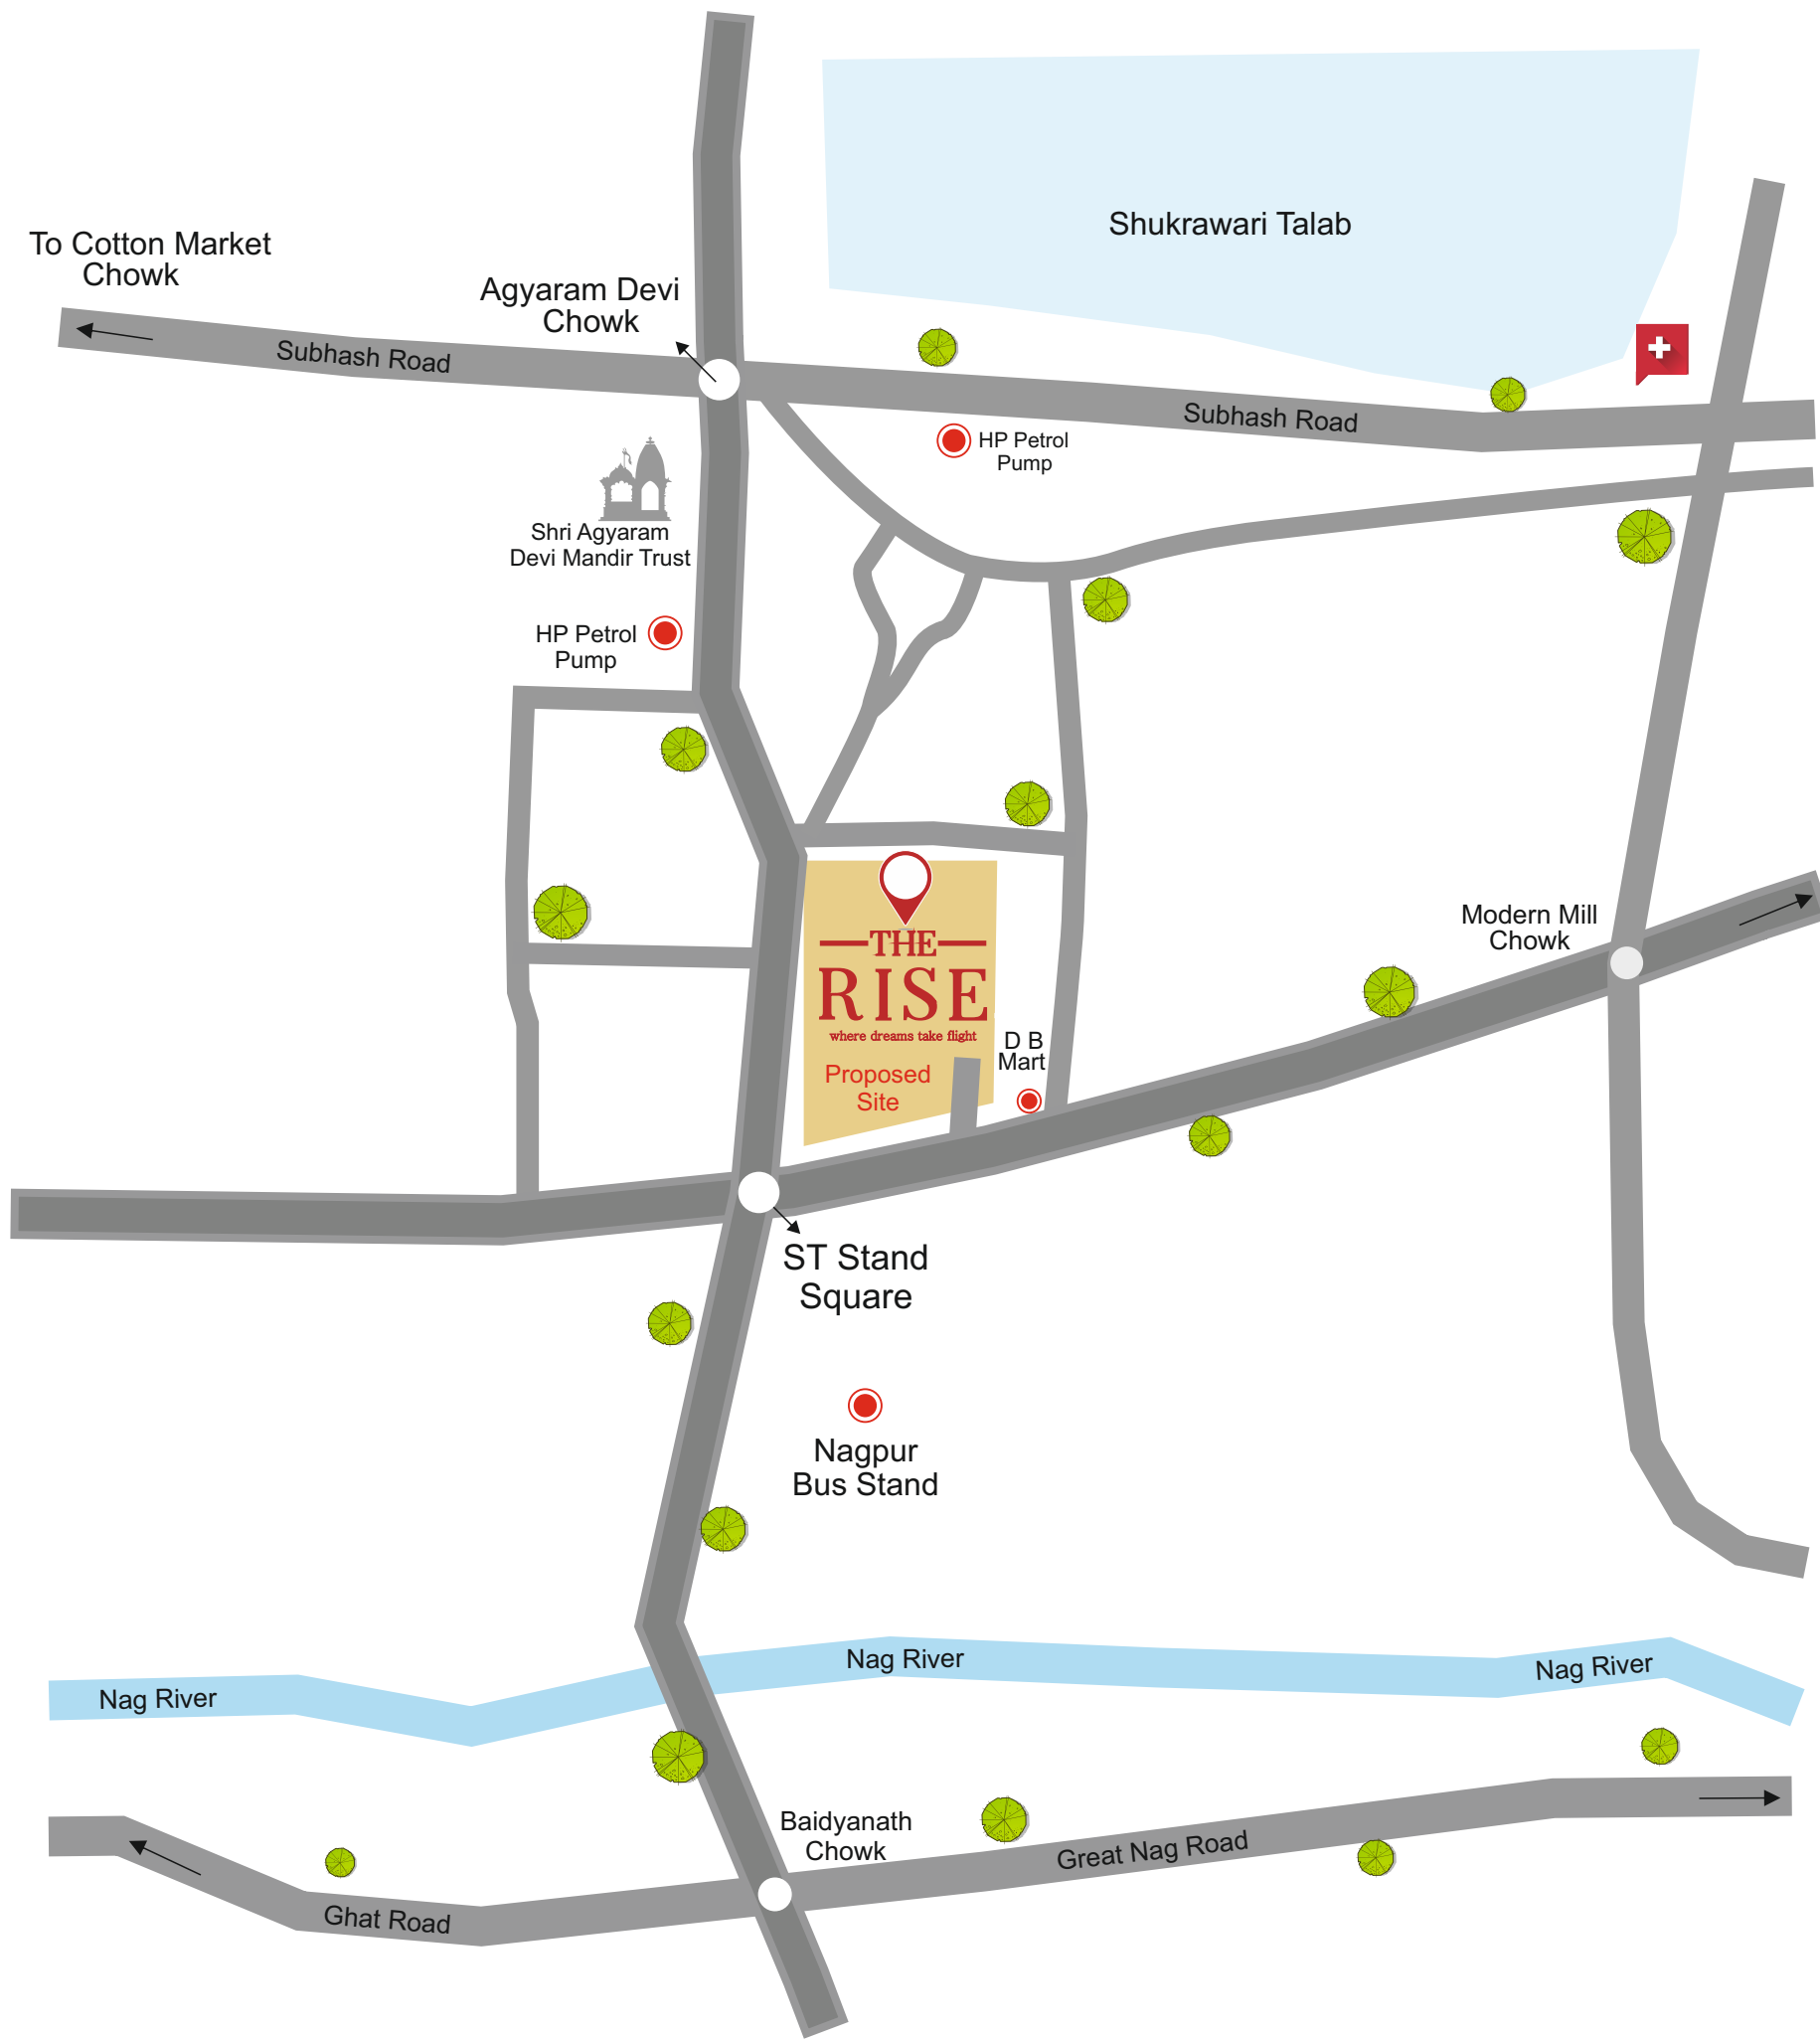 Shukrawari Talab
To Cotton Market
Chowk
Agyaram Devi
Chowk
Subhash Road
Subhash Road
HP Petrol
Pump
Shri Agyaram
Devi Mandir Trust
HP Petrol
Pump
THE
RISE
where dreams take flight
Proposed
Site
D B
Mart
Modern Mill
Chowk
ST Stand
Square
Nagpur
Bus Stand
Nag River
Nag River
Nag River
Baidyanath
Chowk
Great Nag Road
Ghat Road